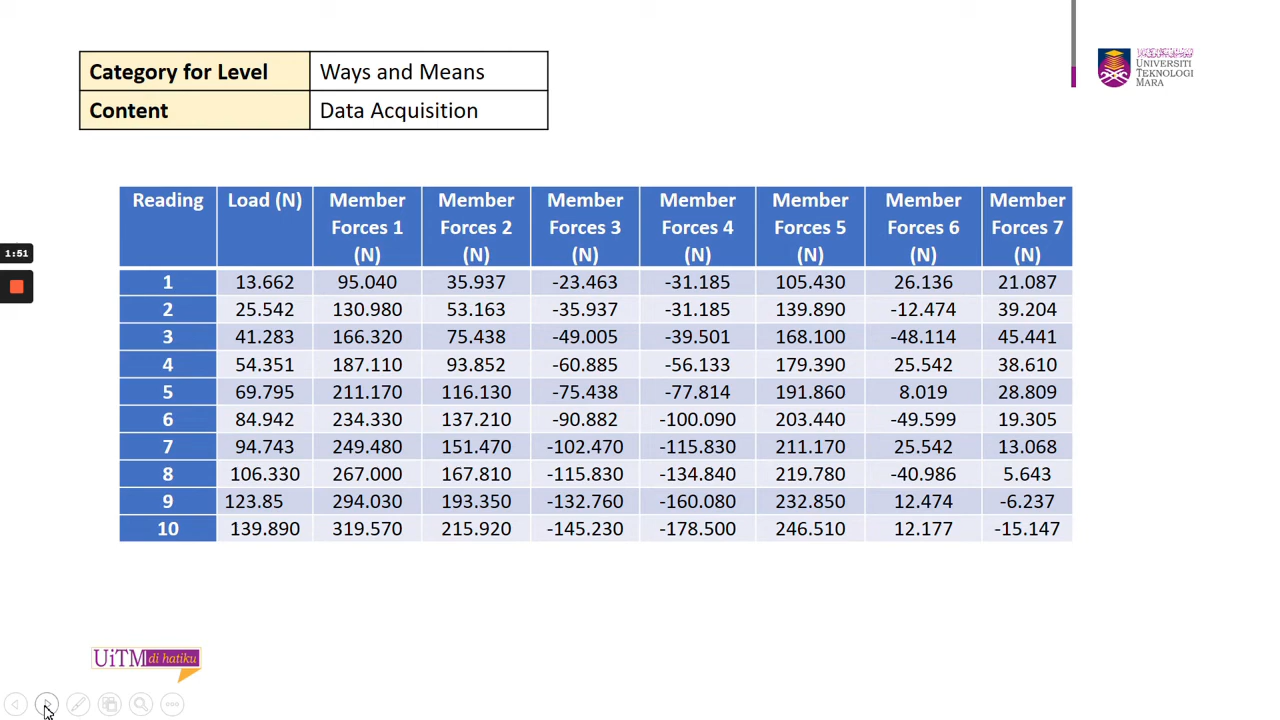 Category for Level Ways and Means
Content Data Acquisition
UNIVERSITI
TEKNOLOGI
MARA
1:51
Reading Load (N) Member Forces 1 (N) Member Forces 2 (N) Member Forces 3 (N) Member Forces 4 (N) Member Forces 5 (N) Member Forces 6 (N) Member Forces 7 (N)
1 13.662 95.040 35.937 -23.463 -31.185 105.430 26.136 21.087
2 25.542 130.980 53.163 -35.937 -31.185 139.890 -12.474 39.204
3 41.283 166.320 75.438 -49.005 -39.501 168.100 -48.114 45.441
4 54.351 187.110 93.852 -60.885 -56.133 179.390 25.542 38.610
5 69.795 211.170 116.130 -75.438 -77.814 191.860 8.019 28.809
6 84.942 234.330 137.210 -90.882 -100.090 203.440 -49.599 19.305
7 94.743 249.480 151.470 -102.470 -115.830 211.170 25.542 13.068
8 106.330 267.000 167.810 -115.830 -134.840 219.780 -40.986 5.643
9 123.85 294.030 193.350 -132.760 -160.080 232.850 12.474 -6.237
10 139.890 319.570 215.920 -145.230 -178.500 246.510 12.177 -15.147
UiTM di hatiku